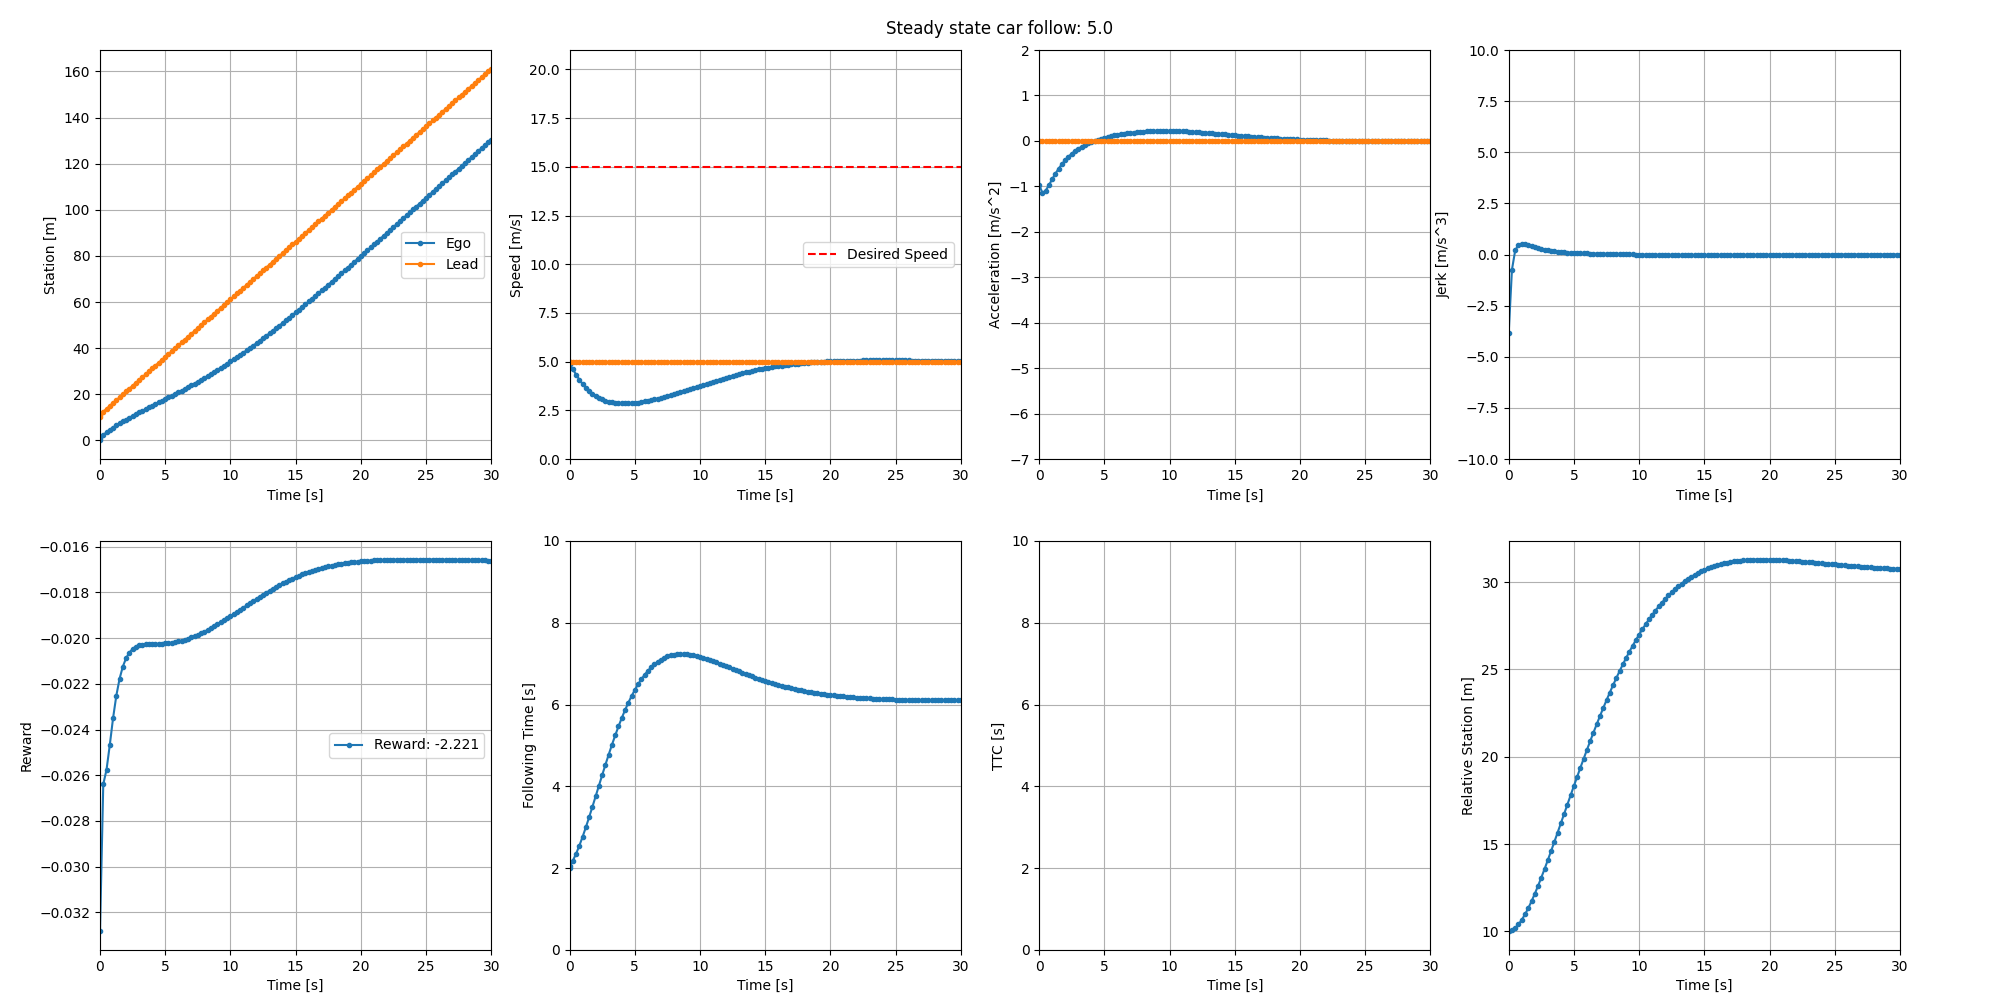 Steady state car follow: 5.0
Station [m]
160
140
120
100
80
60
40
20
0
Ego
Lead
0 5 10 15 20 25 30
Time [s]
Speed [m/s]
20.0
17.5
15.0
12.5
10.0
7.5
5.0
2.5
0.0
Desired Speed
0 5 10 15 20 25 30
Time [s]
Acceleration [m/s^2]
2
1
0
−1
−2
−3
−4
−5
−6
−7
0 5 10 15 20 25 30
Time [s]
Jerk [m/s^3]
10.0
7.5
5.0
2.5
0.0
−2.5
−5.0
−7.5
−10.0
0 5 10 15 20 25 30
Time [s]
Reward
−0.016
−0.018
−0.020
−0.022
−0.024
−0.026
−0.028
−0.030
−0.032
Reward: -2.221
0 5 10 15 20 25 30
Time [s]
Following Time [s]
10
8
6
4
2
0
0 5 10 15 20 25 30
Time [s]
TTC [s]
10
8
6
4
2
0
0 5 10 15 20 25 30
Time [s]
Relative Station [m]
30
25
20
15
10
0 5 10 15 20 25 30
Time [s]